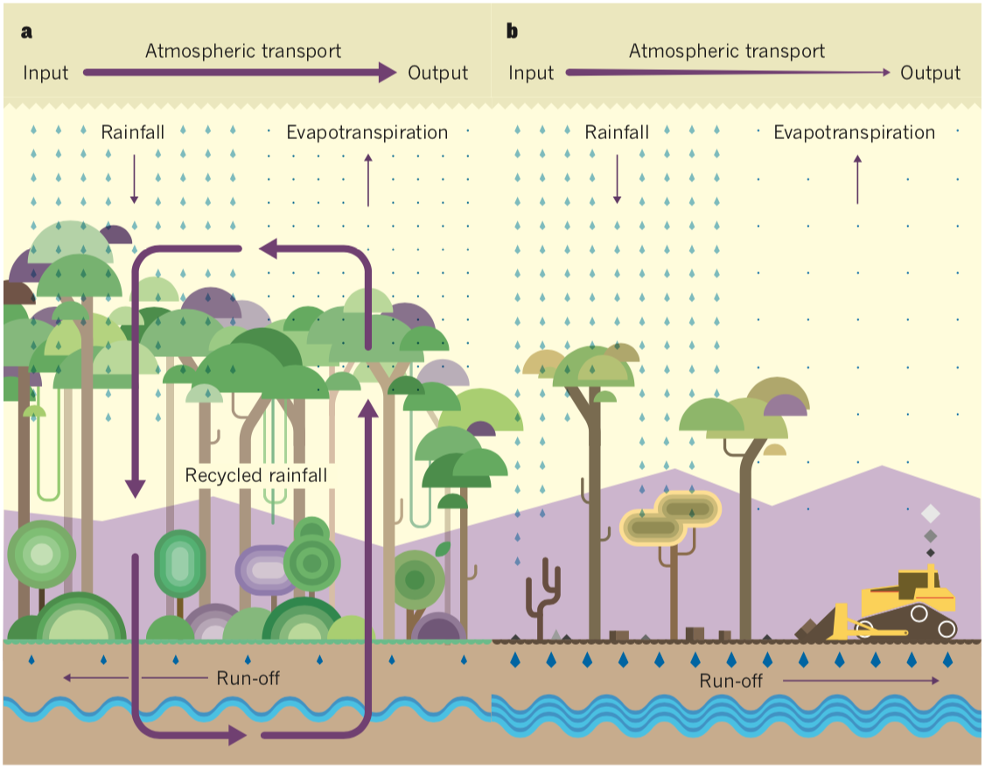 a
Atmospheric transport
Input
Output
Rainfall
Evapotranspiration
Recycled rainfall
Run-off
b
Atmospheric transport
Input
Output
Rainfall
Evapotranspiration
Run-off